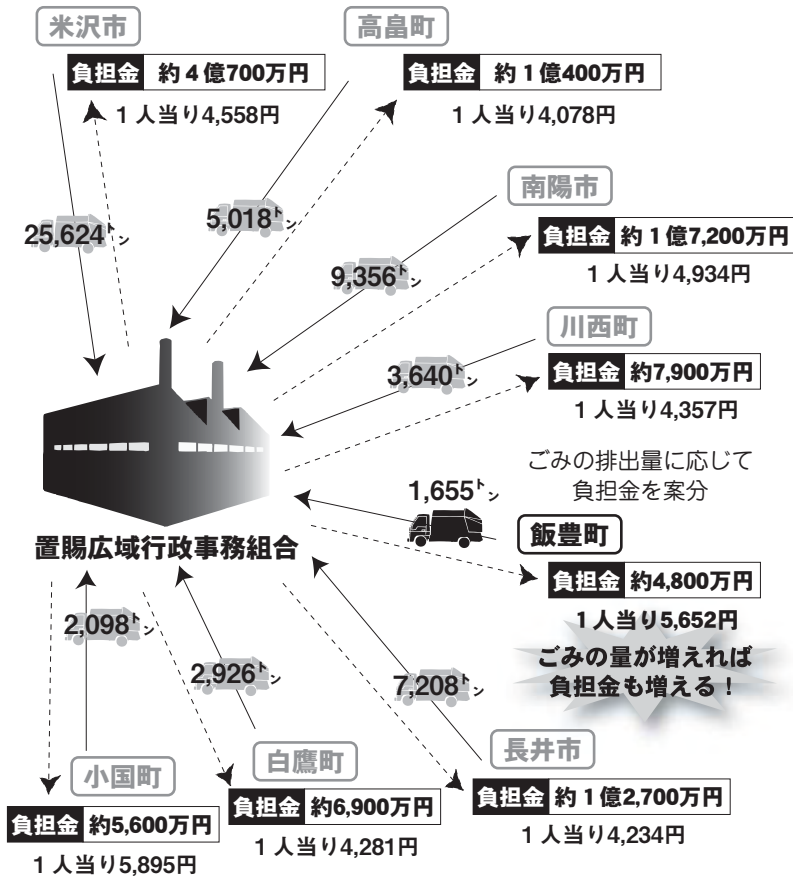 米沢市
負担金 約4億700万円
1人当り4,558円
25,624トン
高畠町
負担金 約1億400万円
1人当り4,078円
5,018トン
南陽市
負担金 約1億7,200万円
1人当り4,934円
9,356トン
川西町
負担金 約7,900万円
1人当り4,357円
3,640トン
ごみの排出量に応じて
負担金を案分
1,655トン
飯豊町
負担金 約4,800万円
1人当り5,652円
ごみの量が増えれば
負担金も増える！
置賜広域行政事務組合
2,098トン
小国町
負担金 約5,600万円
1人当り5,895円
2,926トン
白鷹町
負担金 約6,900万円
1人当り4,281円
7,208トン
長井市
負担金 約1億2,700万円
1人当り4,234円